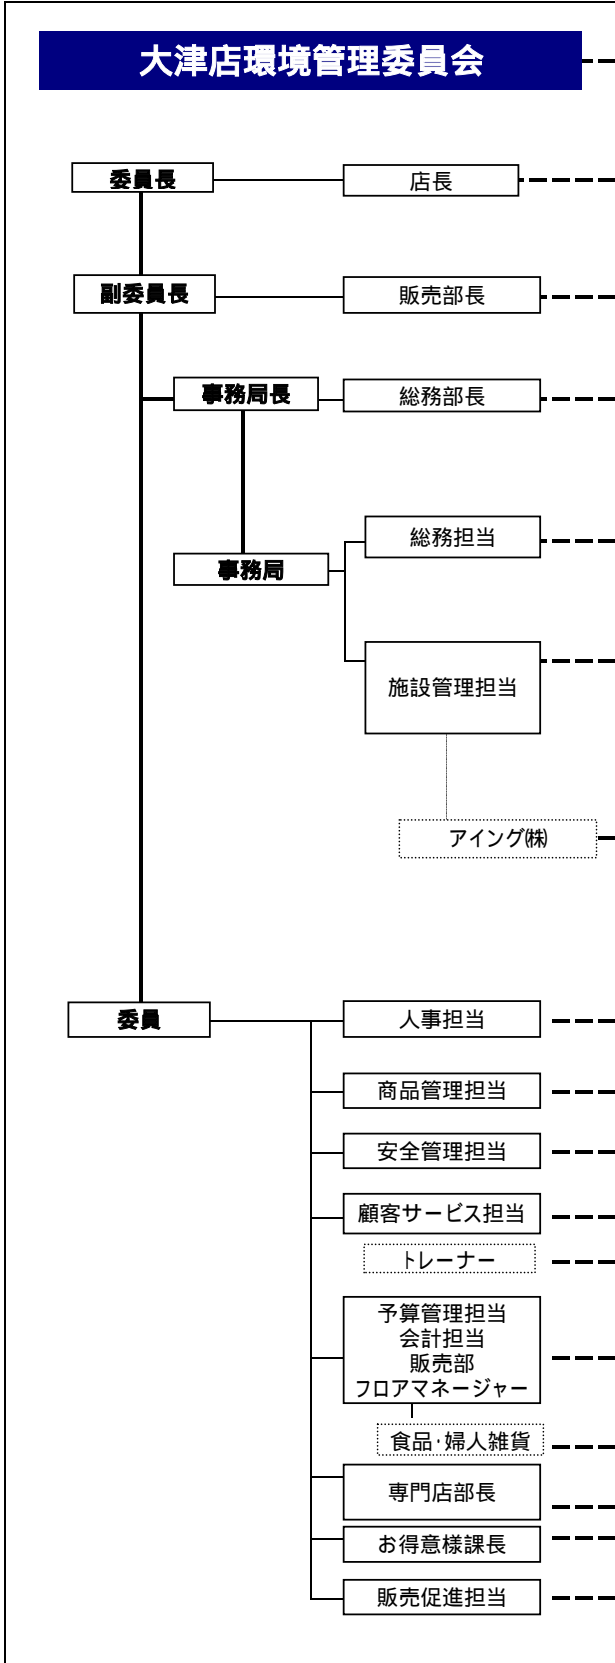 大津店環境管理委員会
委員長
店長
副委員長
販売部長
事務局長
総務部長
総務担当
事務局
施設管理担当
アイング㈱
委員
人事担当
商品管理担当
安全管理担当
顧客サービス担当
トレーナー
予算管理担当
会計担当
販売部
フロアマネージャー
食品・婦人雑貨
専門店部長
お得意様課長
販売促進担当